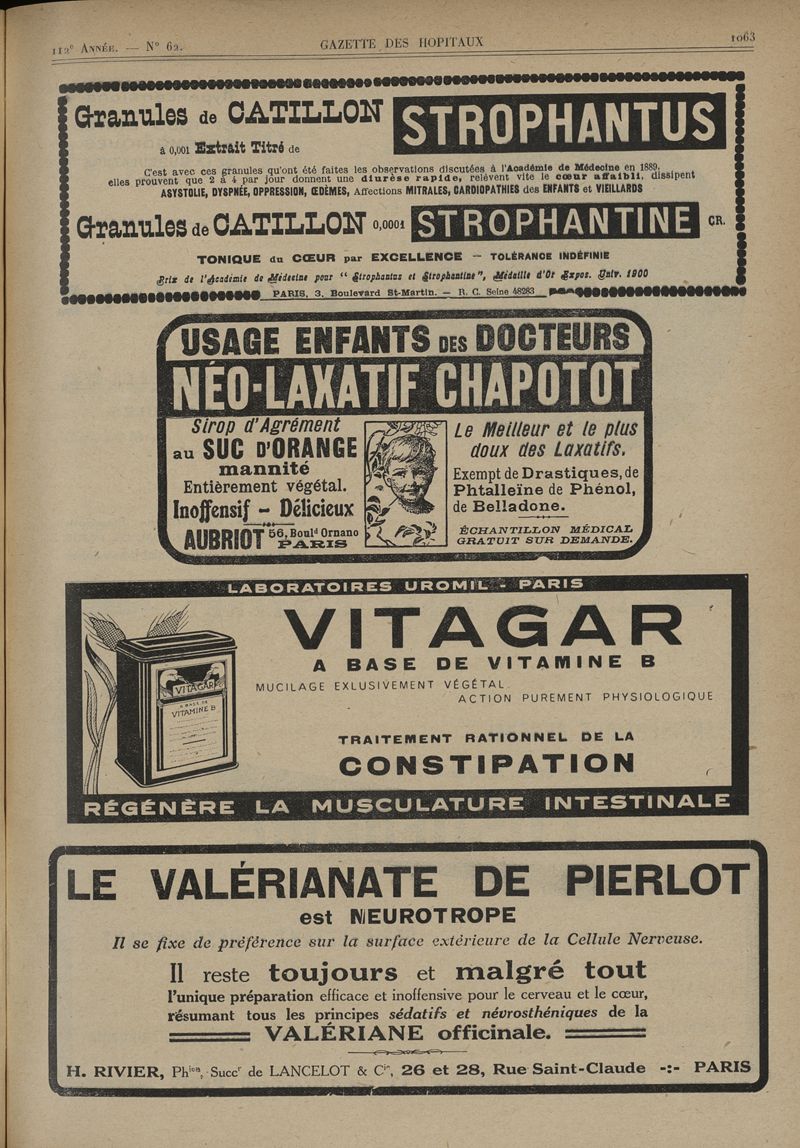 112e ANNÉE. — N° 62.
GAZETTE DES HOPITAUX
1063
Granules de CATILLON
STROPHANTUS
à 0,001 Extrait Titré de
C'est avec ces granules qu'ont été faites les observations discutées à l'Académie de Médecine en 1889,
elles prouvent que 2 à 4 par jour donnent une diurèse rapide, relèvent vite le cœur affaibli, dissipent
ASYSTOLIE, DYSPNÉE, OPPRESSION, ŒDÈMES, Affections MITRALES, CARDIOPATHIES des ENFANTS et VIEILLARDS
Granules de CATILLON 0,0001 STROPHANTINE CR.
TONIQUE du CŒUR par EXCELLENCE — TOLÉRANCE INDÉFINIE
Prix de l'Académie de Médecine pour “ Strophantus et Strophantine”, Médaille d'Or Expos. Univ. 1900
PARIS, 3, Boulevard St-Martin. — R. C. Seine 48283
USAGE ENFANTS DES DOCTEURS
NÉO-LAXATIF CHAPOTOT
Sirop d'Agrément
au SUC D'ORANGE
mannité
Entièrement végétal.
Inoffensif - Délicieux
AUBRIOT 56, Bould Ornano
PARIS
Le Meilleur et le plus
doux des Laxatifs.
Exempt de Drastiques, de
Phtalleïne de Phénol,
de Belladone.
ÉCHANTILLON MÉDICAL
GRATUIT SUR DEMANDE.
LABORATOIRES UROMIL - PARIS
VITAGAR
A BASE DE VITAMINE B
MUCILAGE EXLUSIVEMENT VÉGÉTAL.
ACTION PUREMENT PHYSIOLOGIQUE
VITAGAR
A BASE DE
VITAMINE B
TRAITEMENT RATIONNEL DE LA
CONSTIPATION
RÉGÉNÈRE LA MUSCULATURE INTESTINALE
LE VALÉRIANATE DE PIERLOT
est NEUROTROPE
Il se fixe de préférence sur la surface extérieure de la Cellule Nerveuse.
Il reste toujours et malgré tout
l'unique préparation efficace et inoffensive pour le cerveau et le cœur,
résumant tous les principes sédatifs et névrosthéniques de la
VALÉRIANE officinale.
H. RIVIER, Phien, Succr de LANCELOT & Cie, 26 et 28, Rue Saint-Claude -:- PARIS